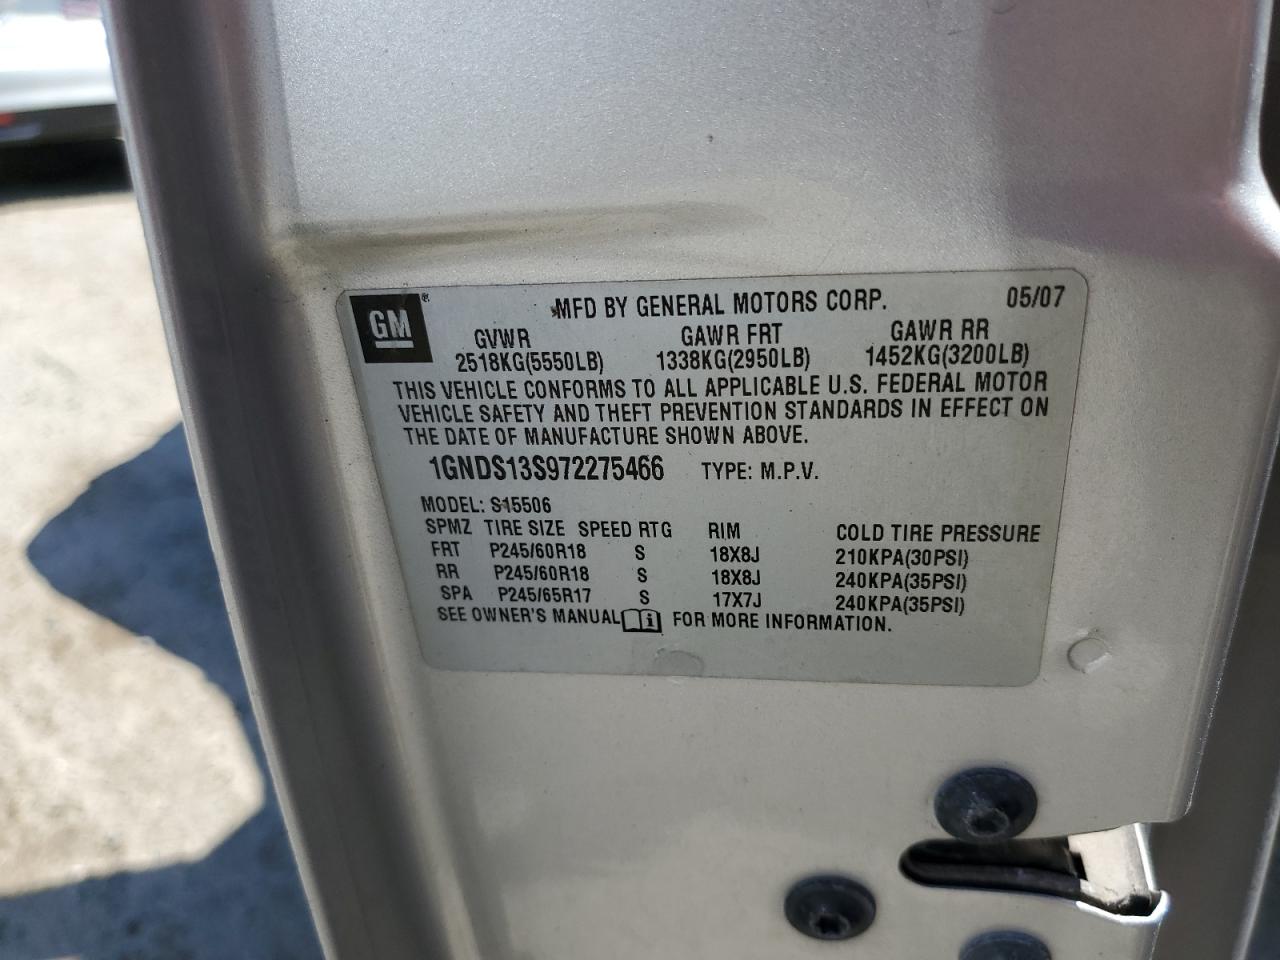 GM ® MFD BY GENERAL MOTORS CORP. 05/07
GVWR GAWR FRT GAWR RR
2518KG(5550LB) 1338KG(2950LB) 1452KG(3200LB)
THIS VEHICLE CONFORMS TO ALL APPLICABLE U.S. FEDERAL MOTOR
VEHICLE SAFETY AND THEFT PREVENTION STANDARDS IN EFFECT ON
THE DATE OF MANUFACTURE SHOWN ABOVE.
1GNDS13S972275466 TYPE: M.P.V.
MODEL: S15506
SPMZ TIRE SIZE SPEED RTG RIM COLD TIRE PRESSURE
FRT P245/60R18 S 18X8J 210KPA(30PSI)
RR P245/60R18 S 18X8J 240KPA(35PSI)
SPA P245/65R17 S 17X7J 240KPA(35PSI)
SEE OWNER'S MANUAL i FOR MORE INFORMATION.